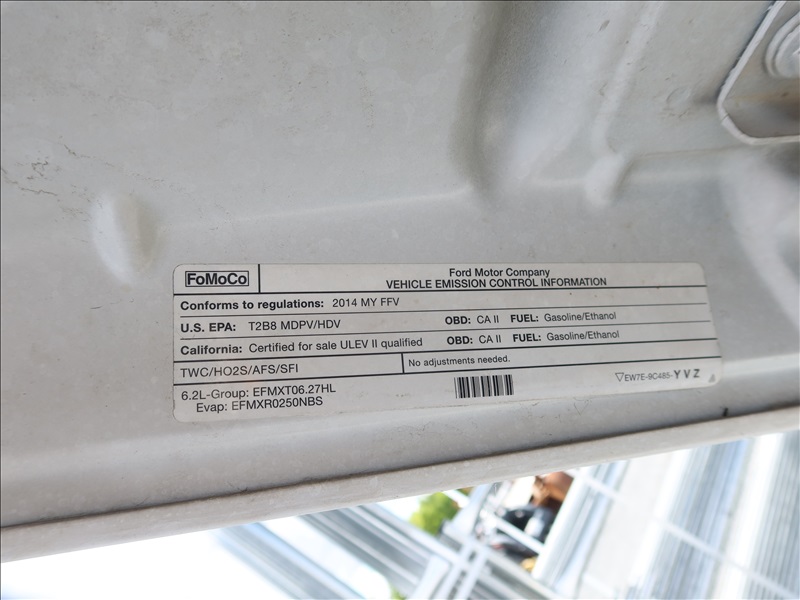 FoMoCo
Ford Motor Company
VEHICLE EMISSION CONTROL INFORMATION
Conforms to regulations: 2014 MY FFV
U.S. EPA: T2B8 MDPV/HDV OBD: CA II FUEL: Gasoline/Ethanol
California: Certified for sale ULEV II qualified OBD: CA II FUEL: Gasoline/Ethanol
TWC/HO2S/AFS/SFI
No adjustments needed.
6.2L-Group: EFMXT06.27HL
Evap: EFMXR0250NBS
EW7E-9C485-YVZ